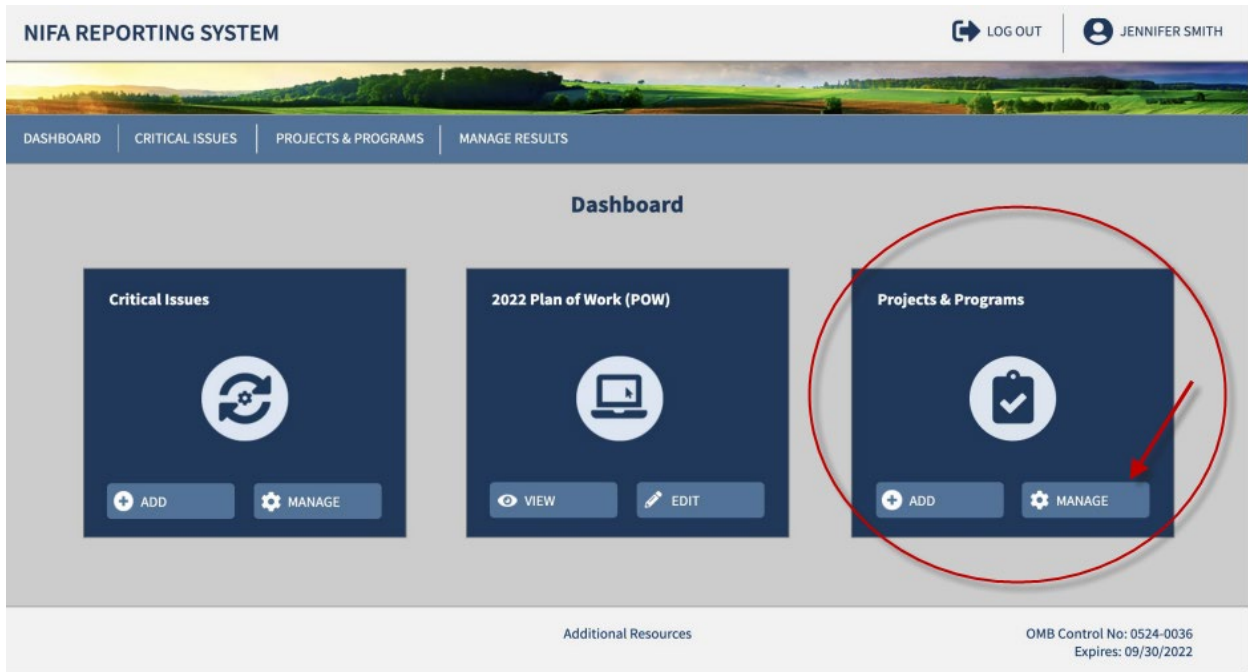 NIFA REPORTING SYSTEM
LOG OUT
JENNIFER SMITH
DASHBOARD
CRITICAL ISSUES
PROJECTS & PROGRAMS
MANAGE RESULTS
Dashboard
Critical Issues
ADD
MANAGE
2022 Plan of Work (POW)
VIEW
EDIT
Projects & Programs
ADD
MANAGE
Additional Resources
OMB Control No: 0524-0036
Expires: 09/30/2022